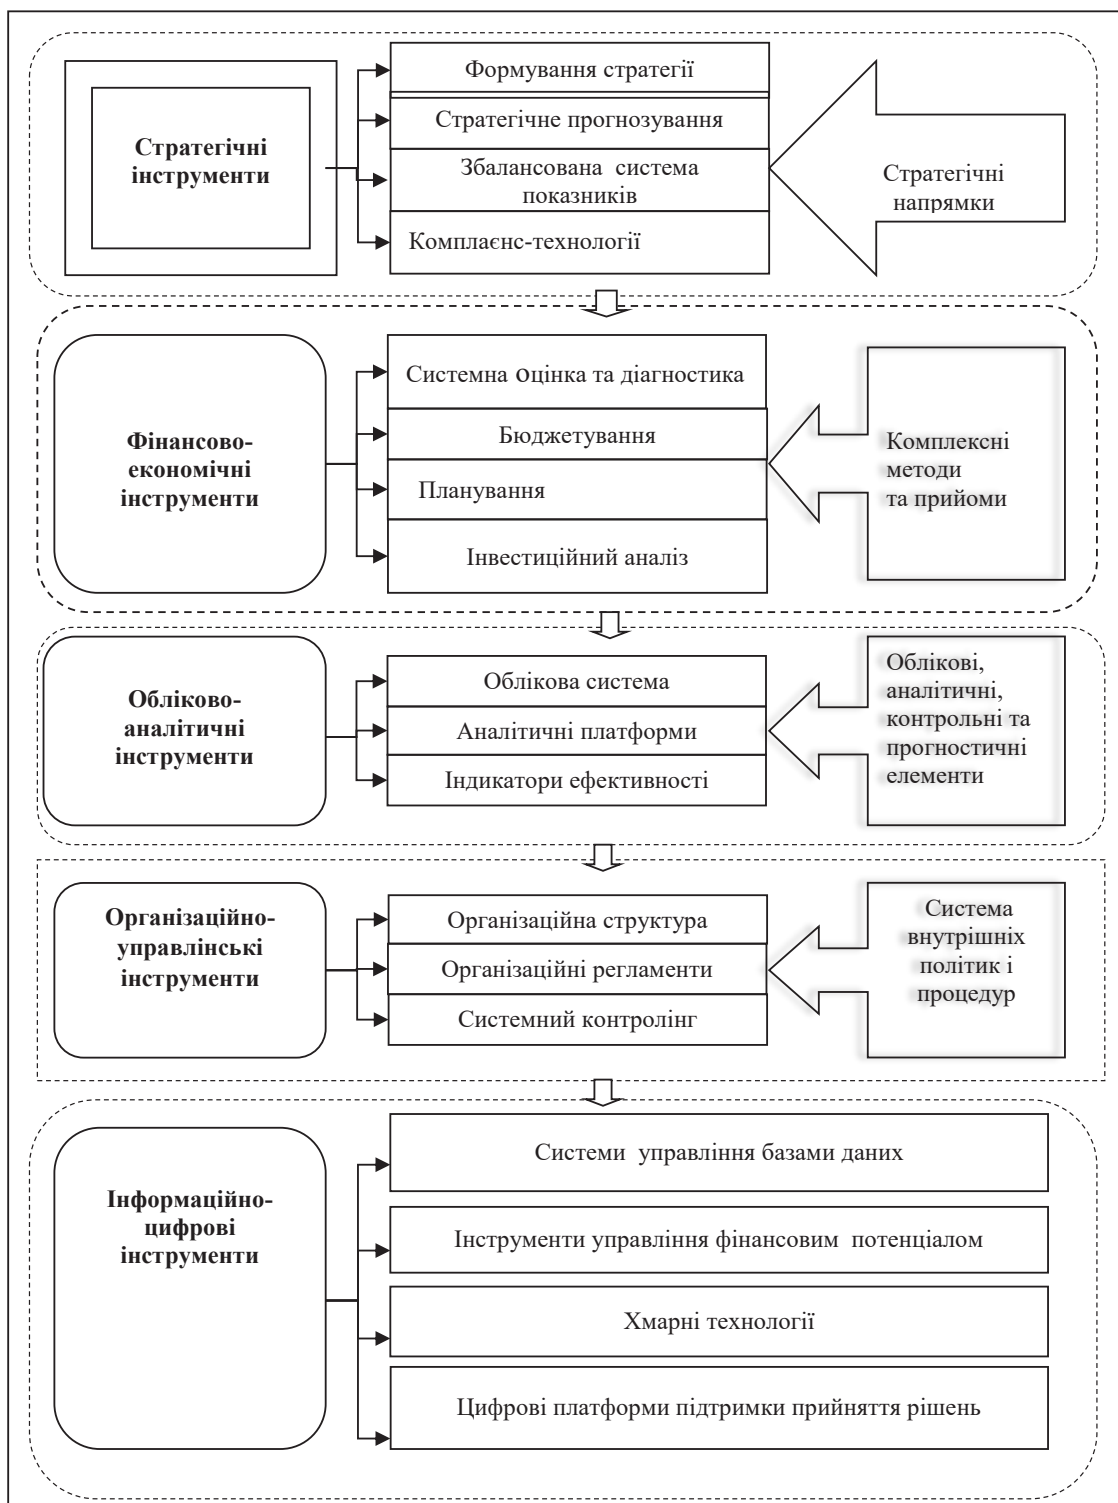 Стратегічні
інструменти
Формування стратегії
Стратегічне прогнозування
Збалансована система
показників
Комплаєнс-технології
Стратегічні
напрямки
Фінансово-
економічні
інструменти
Системна оцінка та діагностика
Бюджетування
Планування
Інвестиційний аналіз
Комплексні
методи
та прийоми
Обліково-
аналітичні
інструменти
Облікова система
Аналітичні платформи
Індикатори ефективності
Облікові,
аналітичні,
контрольні та
прогностичні
елементи
Організаційно-
управлінські
інструменти
Організаційна структура
Організаційні регламенти
Системний контролінг
Система
внутрішніх
політик і
процедур
Інформаційно-
цифрові
інструменти
Системи управління базами даних
Інструменти управління фінансовим потенціалом
Хмарні технології
Цифрові платформи підтримки прийняття рішень